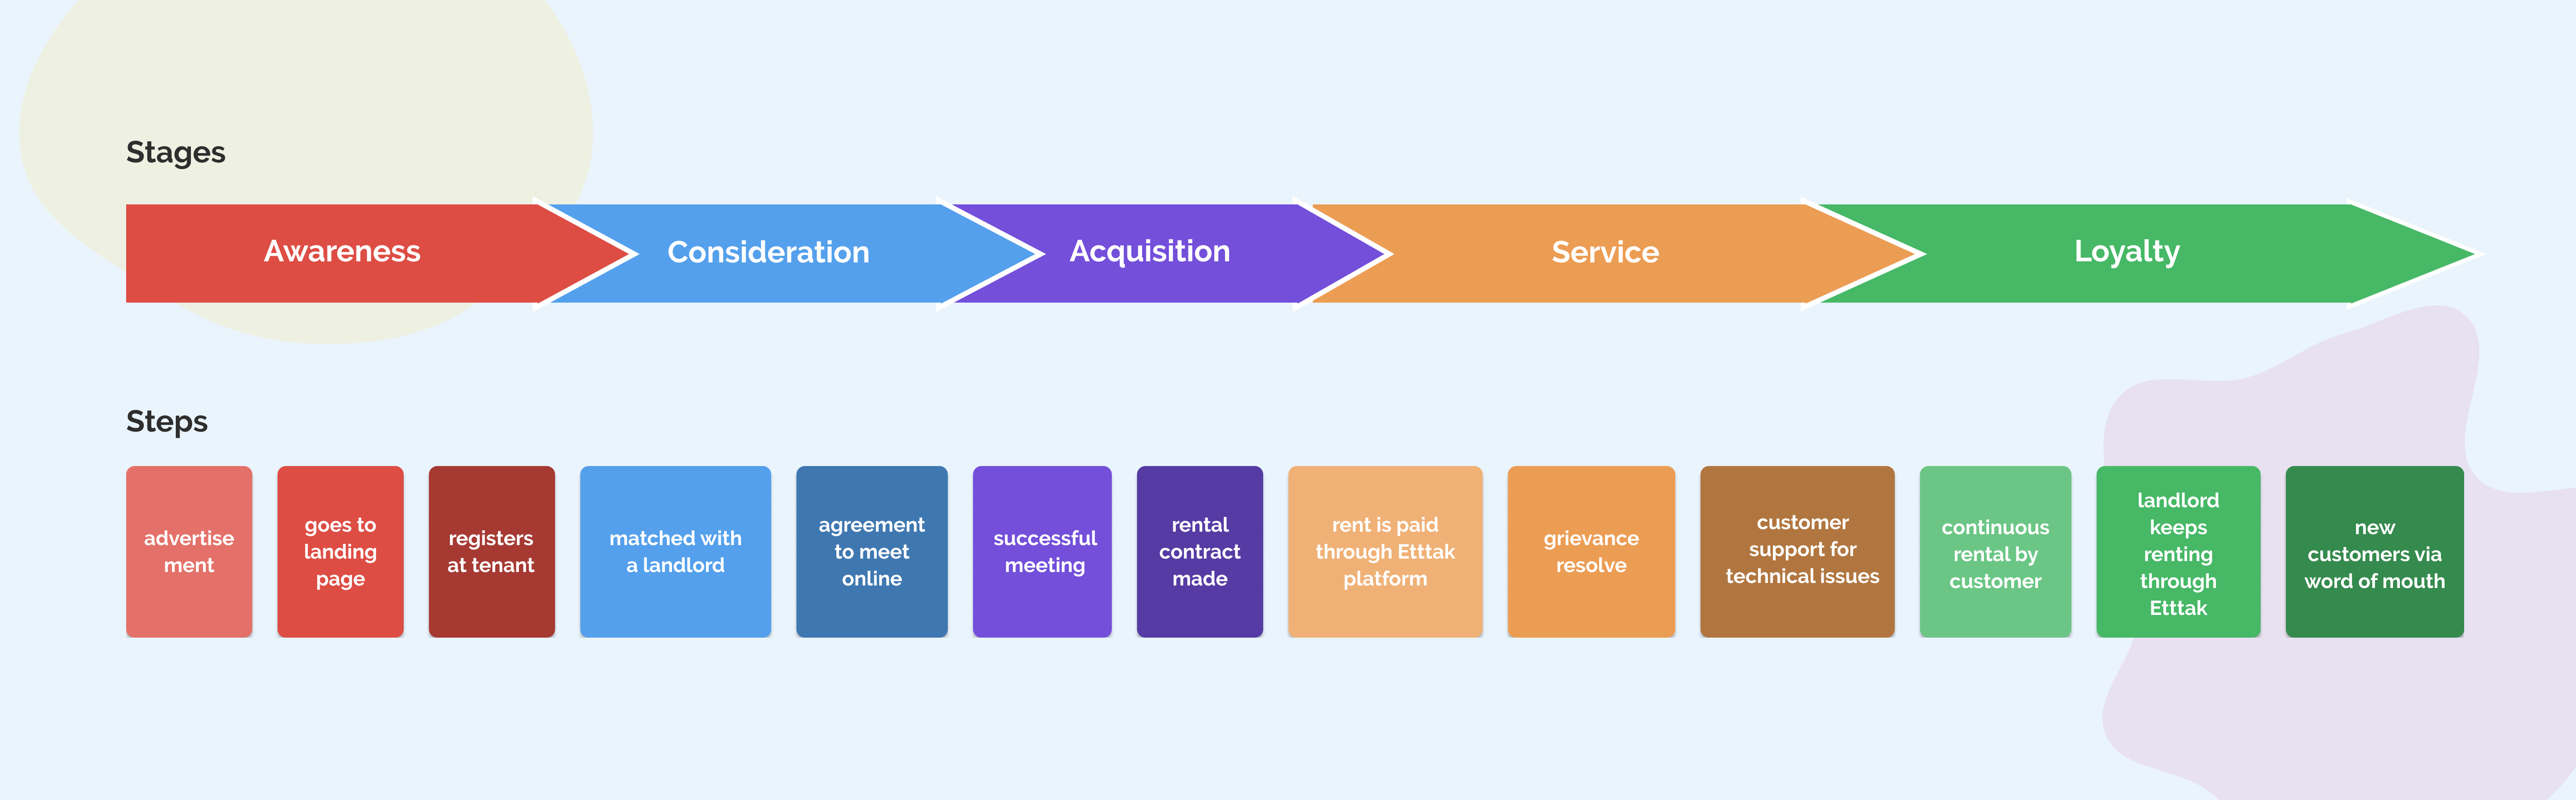 Stages
Awareness
Consideration
Acquisition
Service
Loyalty
Steps
advertise
ment
goes to
landing
page
registers
at tenant
matched with
a landlord
agreement
to meet
online
successful
meeting
rental
contract
made
rent is paid
through Etttak
platform
grievance
resolve
customer
support for
technical issues
continuous
rental by
customer
landlord
keeps
renting
through
Etttak
new
customers via
word of mouth